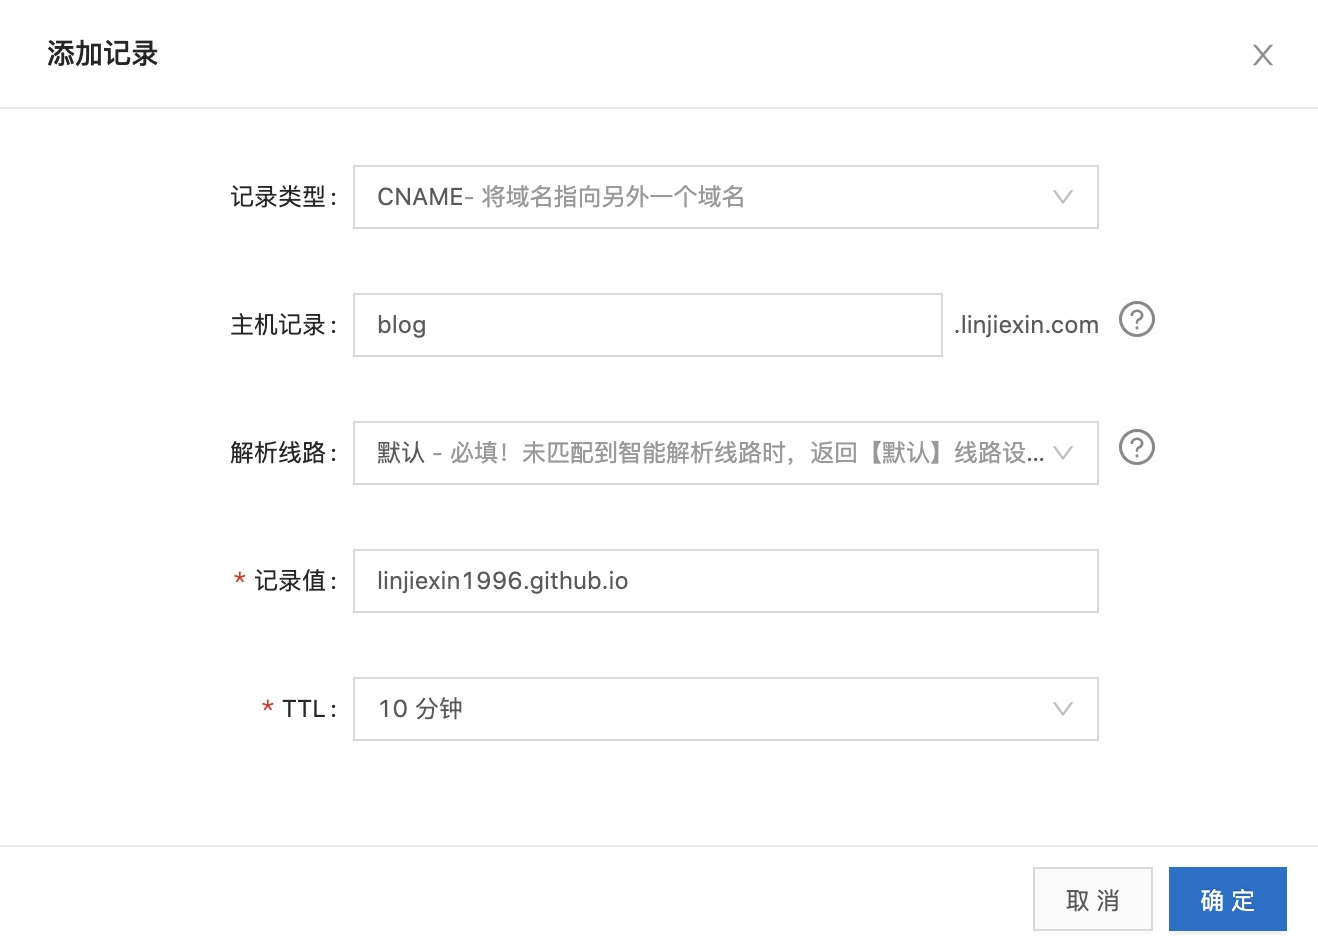 添加记录
记录类型: CNAME- 将域名指向另外一个域名
主机记录: blog .linjiexin.com ?
解析线路: 默认 - 必填！未匹配到智能解析线路时，返回【默认】线路设... ?
* 记录值: linjiexin1996.github.io
* TTL: 10 分钟
取 消 确 定